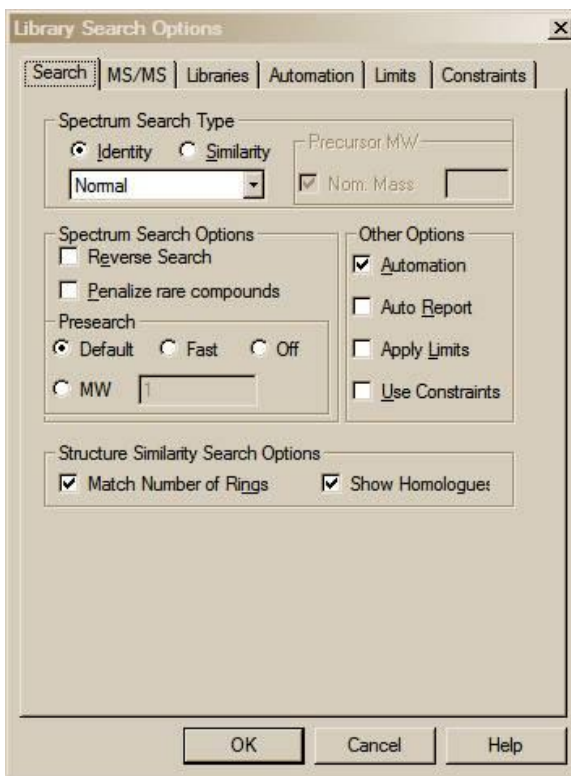 Library Search Options
Search MS/MS Libraries Automation Limits Constraints
Spectrum Search Type
Identity Similarity
Precursor MW
Normal
Nom. Mass
Spectrum Search Options
Reverse Search
Penalize rare compounds
Presearch
Default Fast Off
MW 1
Other Options
Automation
Auto Report
Apply Limits
Use Constraints
Structure Similarity Search Options
Match Number of Rings Show Homologues
OK Cancel Help